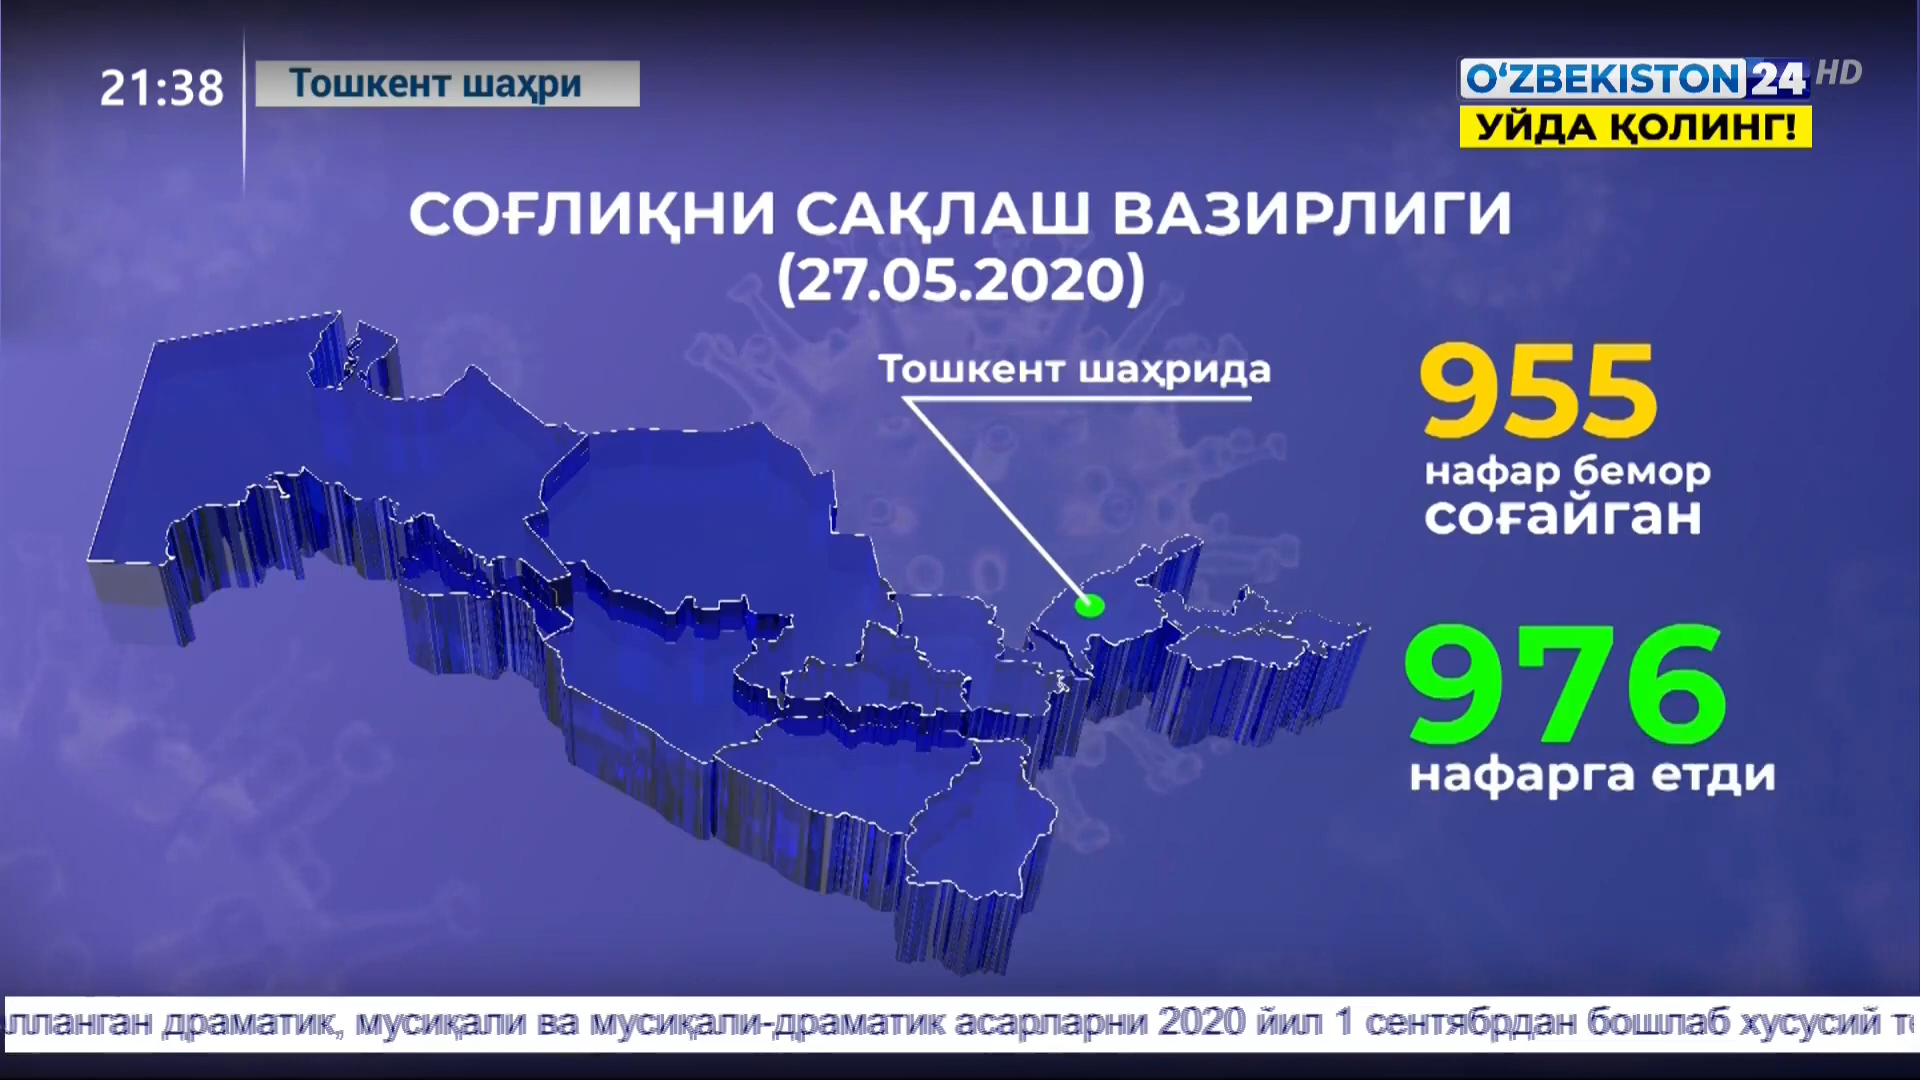 21:38
Тошкент шаҳри
O‘ZBEKISTON 24 HD
УЙДА ҚОЛИНГ!
СОҒЛИҚНИ САҚЛАШ ВАЗИРЛИГИ
(27.05.2020)
Тошкент шаҳрида
955
нафар бемор
соғайган
976
нафарга етди
лланган драматик, мусиқали ва мусиқали-драматик асарларни 2020 йил 1 сентябрдан бошлаб хусусий